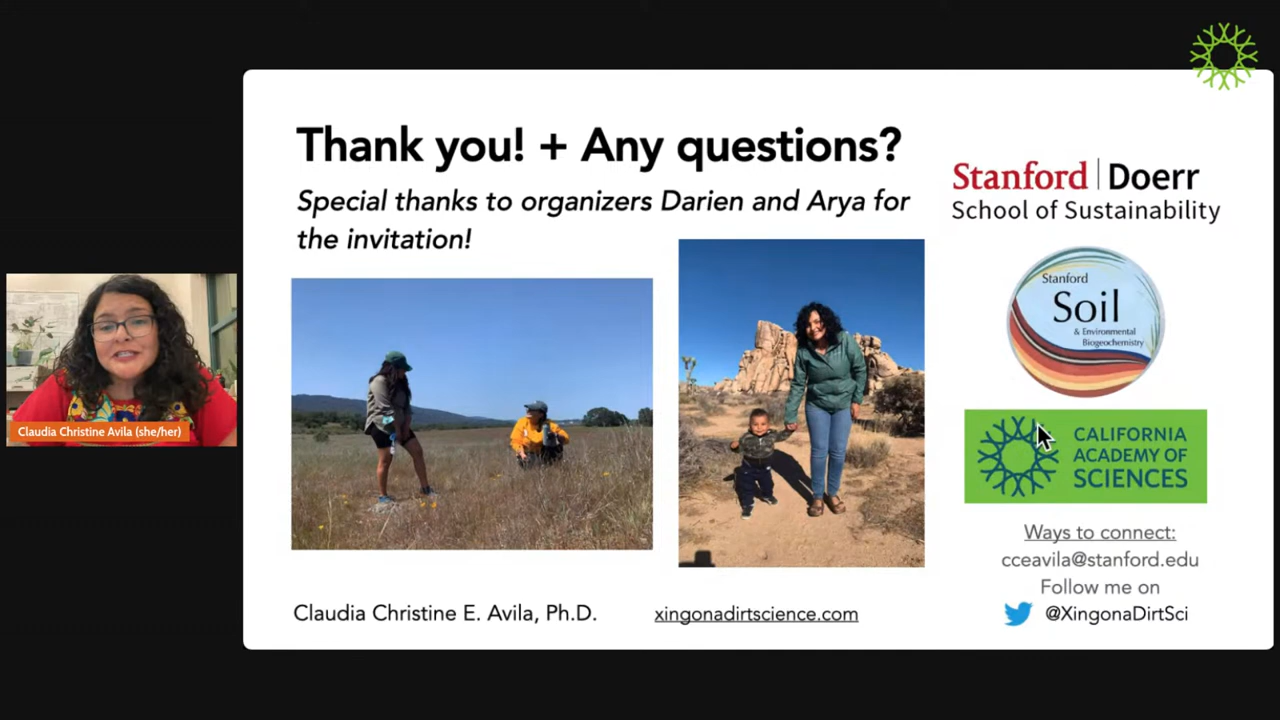 Thank you! + Any questions?
Special thanks to organizers Darien and Arya for
the invitation!
Stanford | Doerr
School of Sustainability
Stanford
Soil
& Environmental
Biogeochemistry
CALIFORNIA
ACADEMY OF
SCIENCES
Ways to connect:
cceavila@stanford.edu
Follow me on
@XingonaDirtSci
Claudia Christine E. Avila, Ph.D.
xingonadirtscience.com
Claudia Christine Avila (she/her)